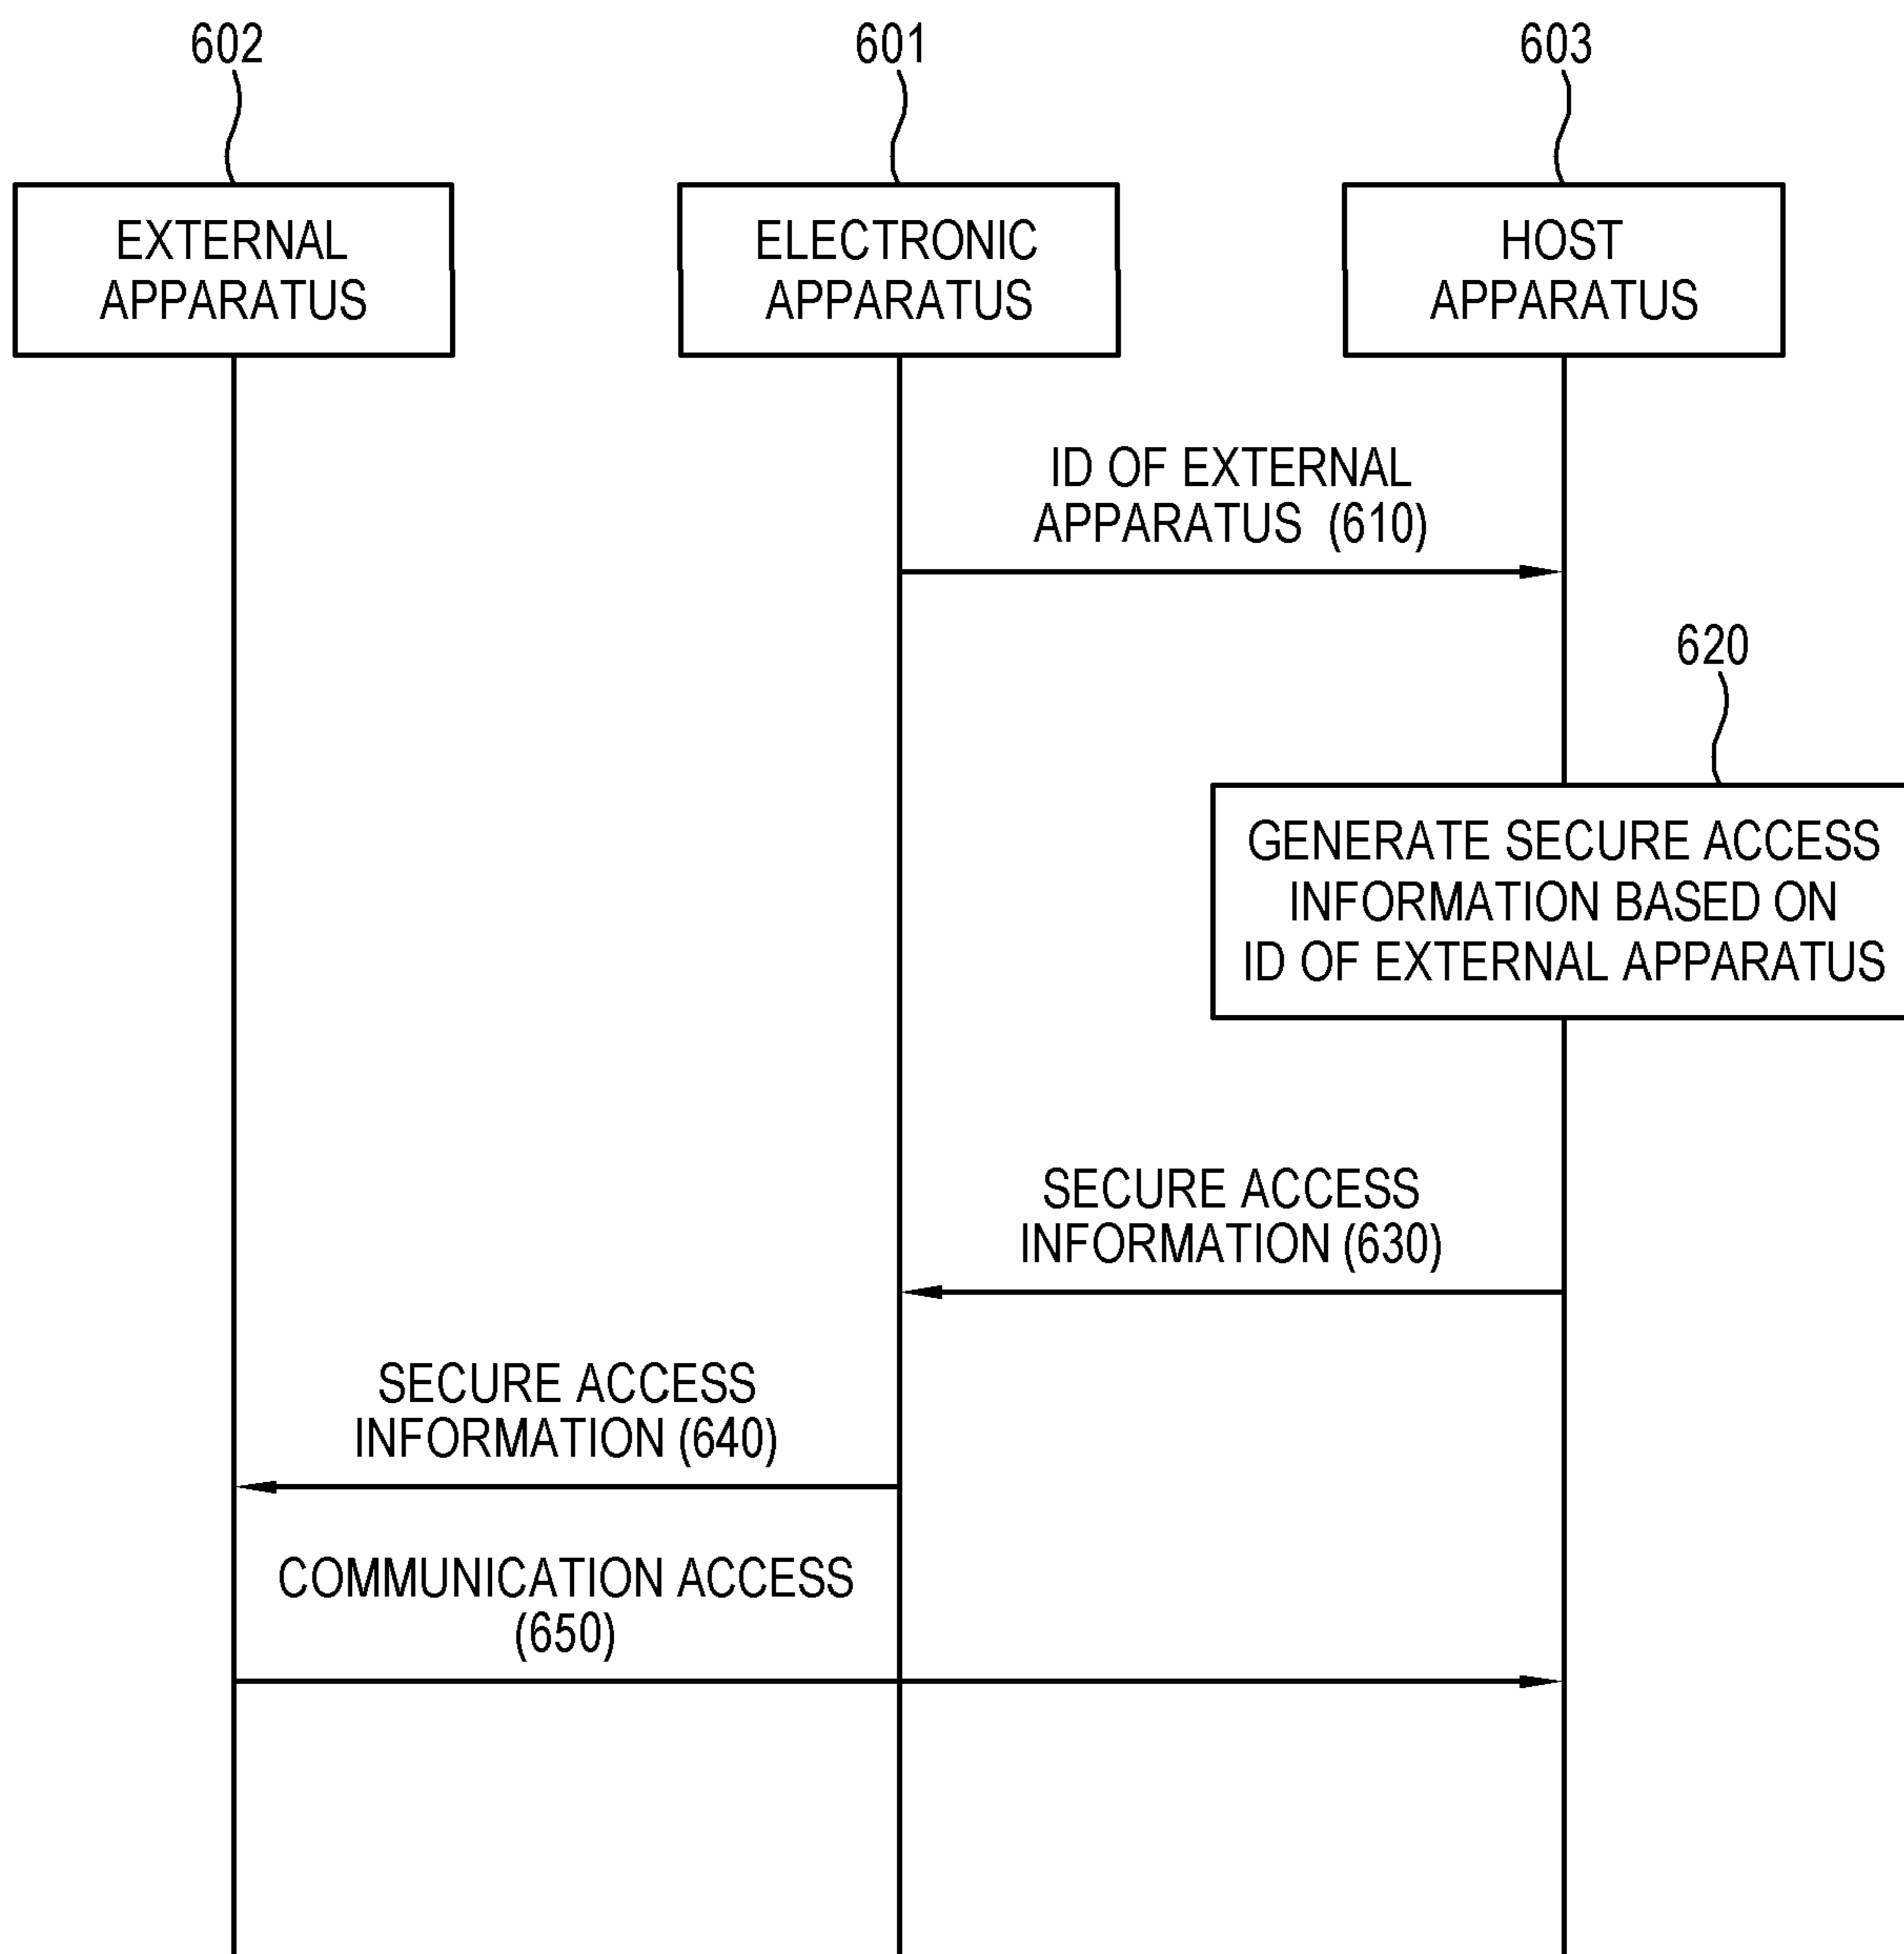 602
601
603
EXTERNAL
APPARATUS
ELECTRONIC
APPARATUS
HOST
APPARATUS
ID OF EXTERNAL
APPARATUS (610)
620
GENERATE SECURE ACCESS
INFORMATION BASED ON
ID OF EXTERNAL APPARATUS
SECURE ACCESS
INFORMATION (630)
SECURE ACCESS
INFORMATION (640)
COMMUNICATION ACCESS
(650)